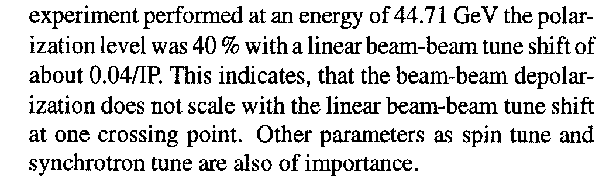 experiment performed at an energy of 44.71 GeV the polar-
ization level was 40 % with a linear beam-beam tune shift of
about 0.04/IP. This indicates, that the beam-beam depolar-
ization does not scale with the linear beam-beam tune shift
at one crossing point. Other parameters as spin tune and
synchrotron tune are also of importance.